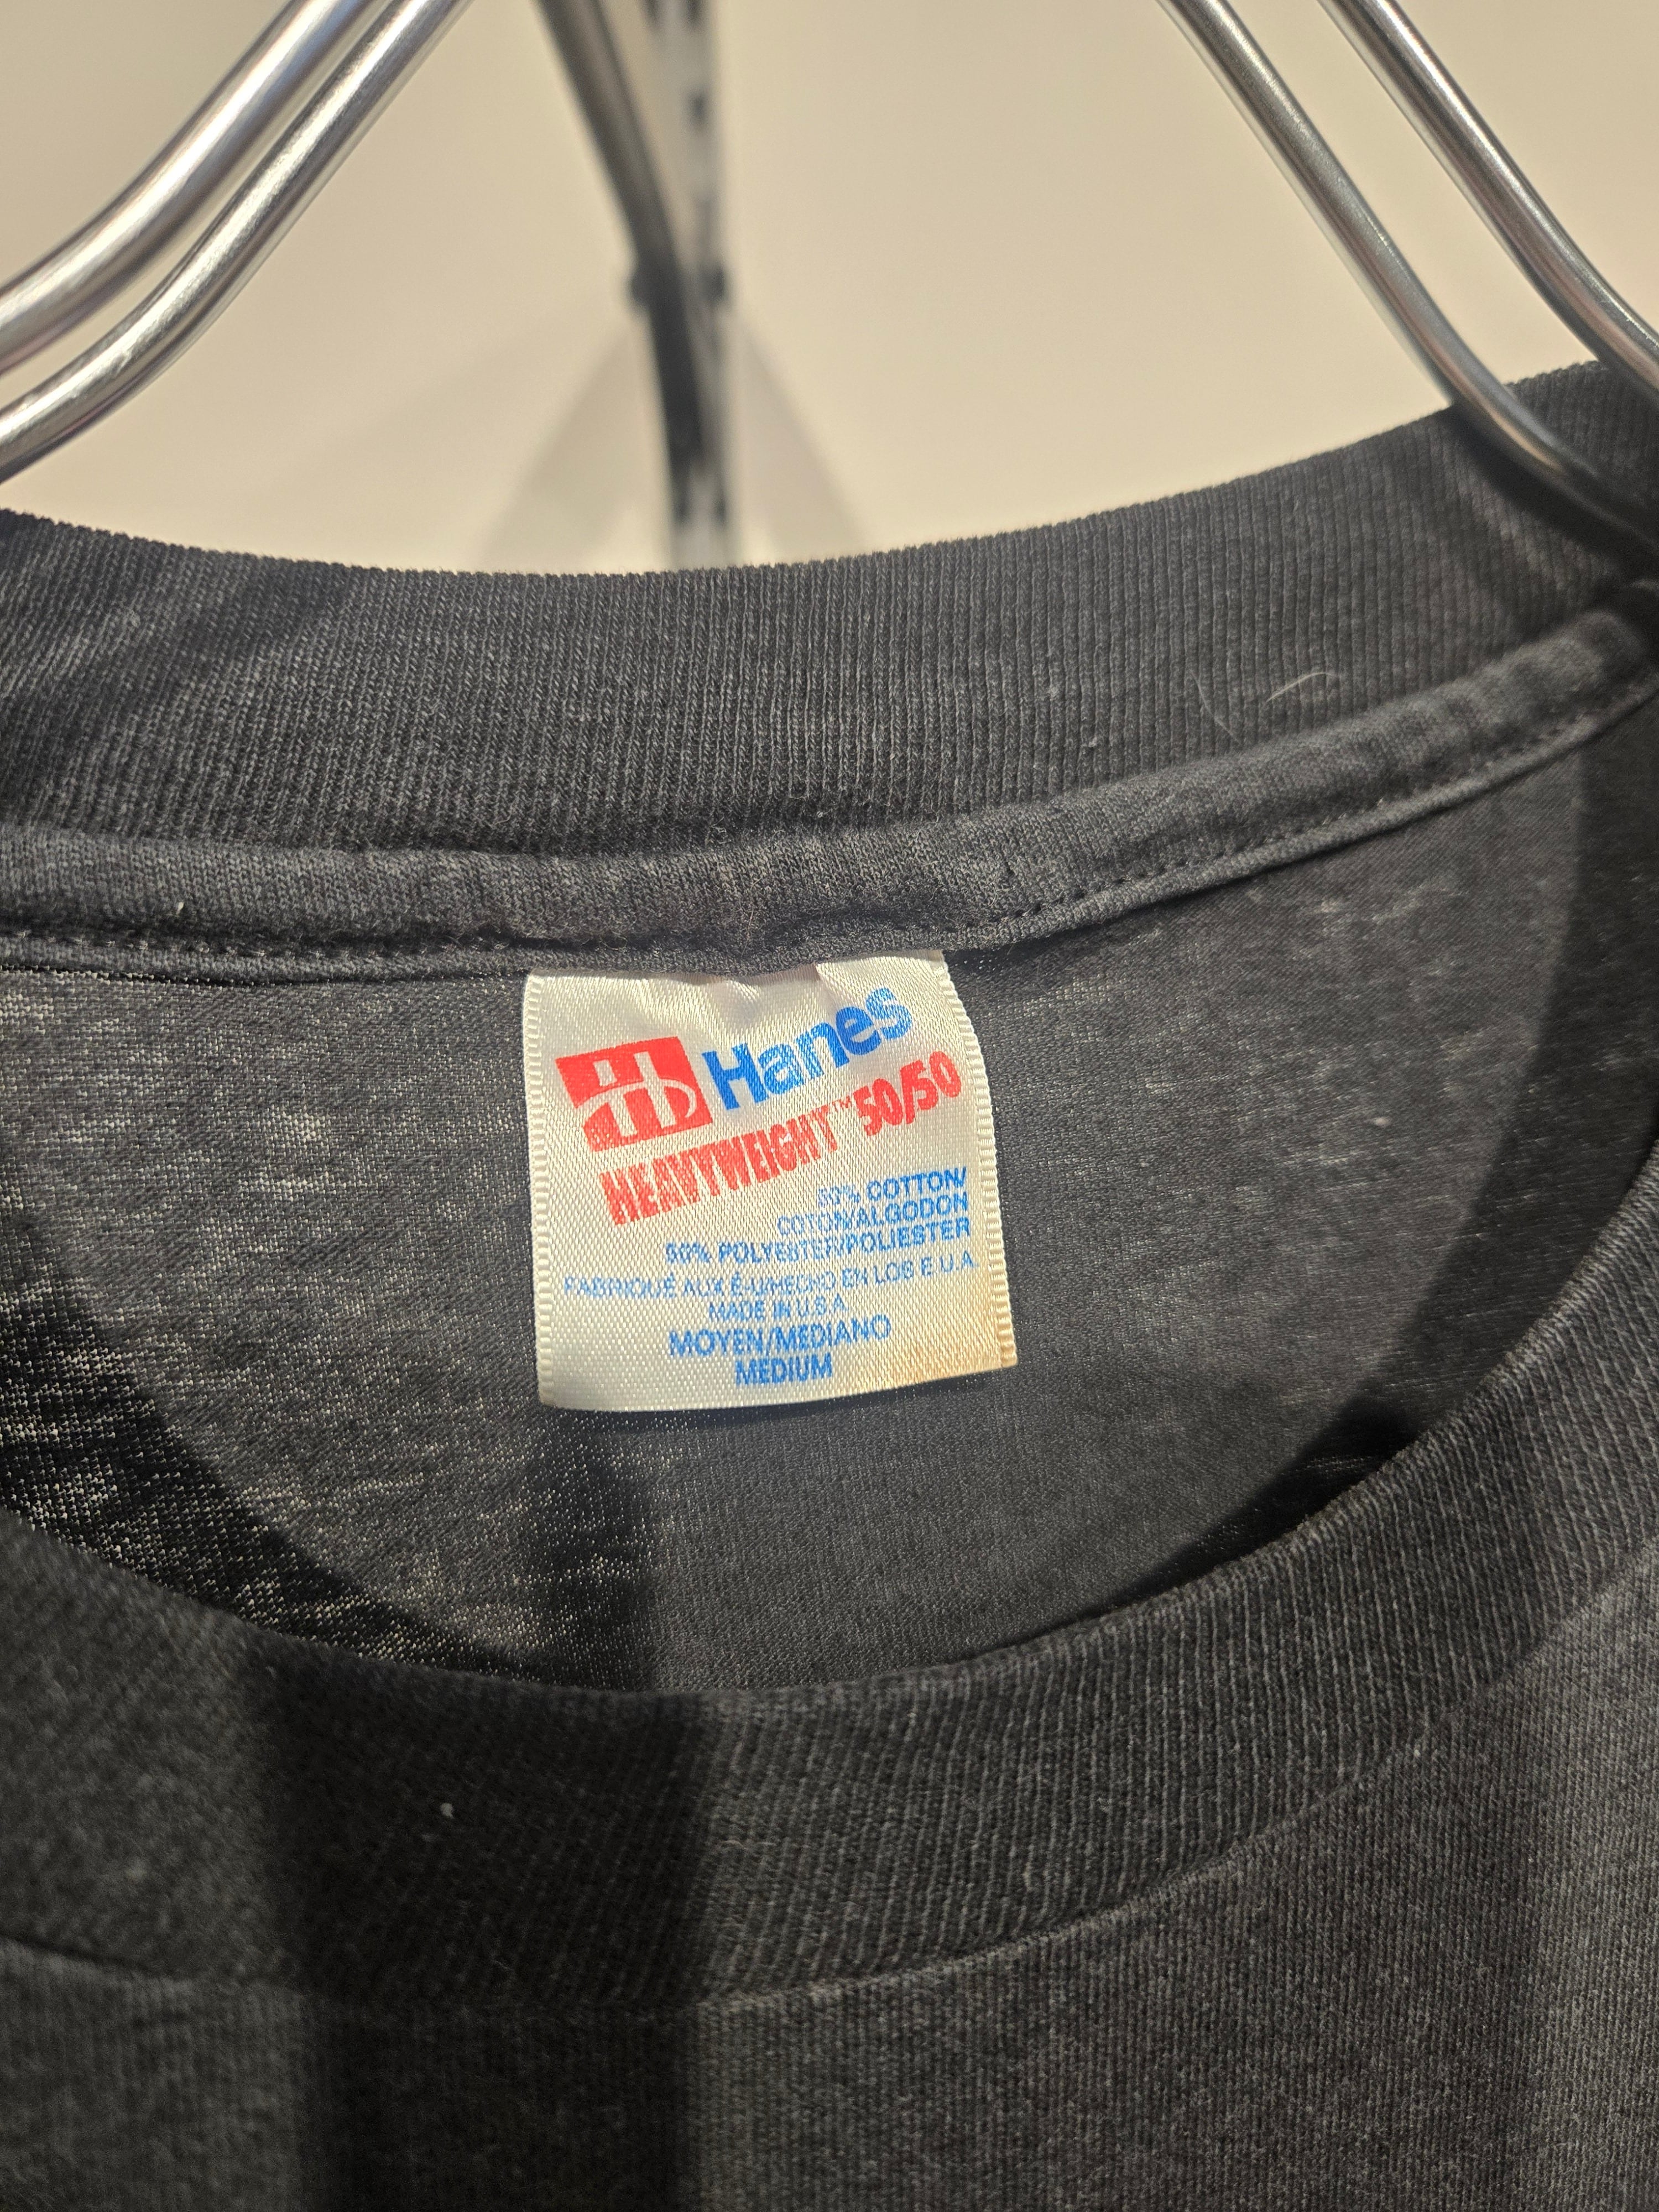 Hanes
HEAVYWEIGHT™ 50/50
50% COTTON/
COTON/ALGODON
50% POLYESTER/POLIESTER
FABRIQUÉ AUX É-U/HECHO EN LOS E.U.A.
MADE IN U.S.A.
MOYEN/MEDIANO
MEDIUM